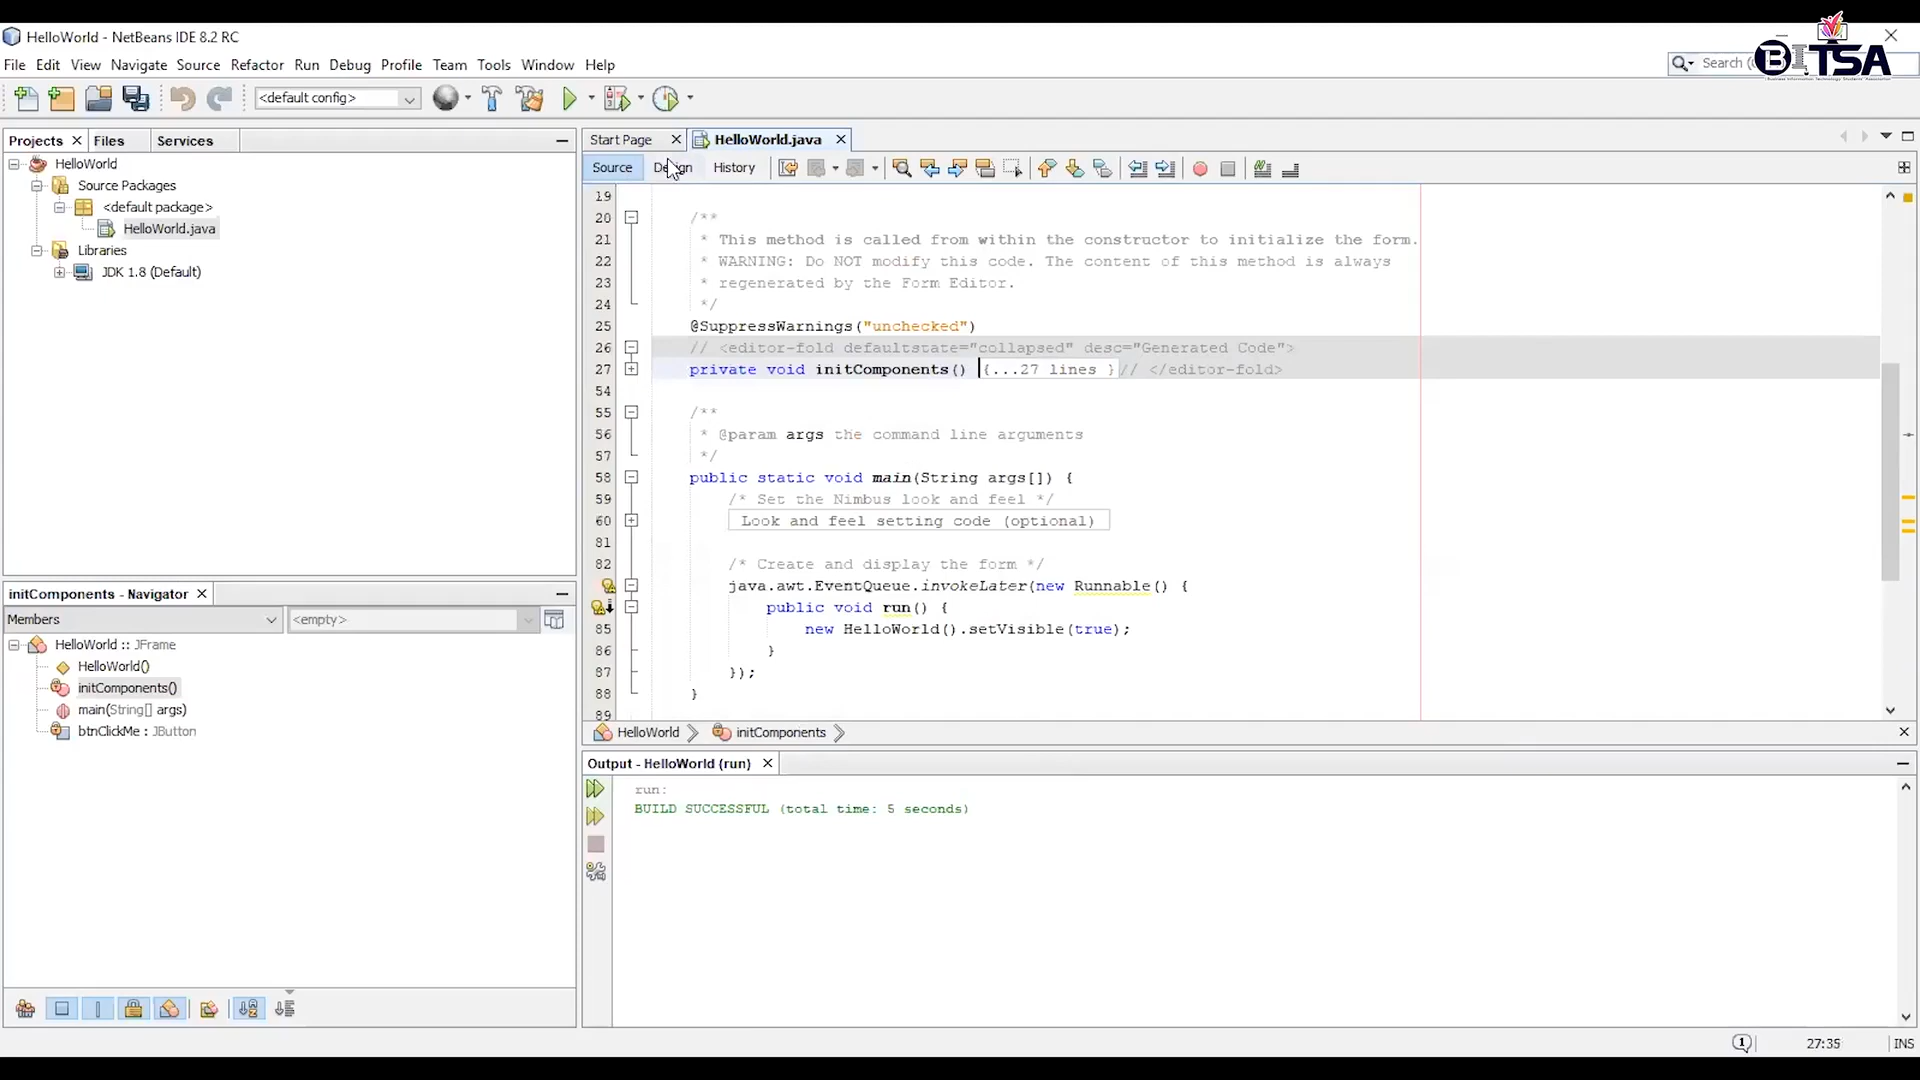 HelloWorld - NetBeans IDE 8.2 RC
File Edit View Navigate Source Refactor Run Debug Profile Team Tools Window Help
Search
BITSA
<default config>
Projects Files Services
HelloWorld
Source Packages
<default package>
HelloWorld.java
Libraries
JDK 1.8 (Default)
initComponents - Navigator
Members <empty>
HelloWorld :: JFrame
HelloWorld()
initComponents()
main(String[] args)
btnClickMe : JButton
Start Page HelloWorld.java
Source Design History
19
20 /**
21 * This method is called from within the constructor to initialize the form.
22 * WARNING: Do NOT modify this code. The content of this method is always
23 * regenerated by the Form Editor.
24 */
25 @SuppressWarnings("unchecked")
26 // <editor-fold defaultstate="collapsed" desc="Generated Code">
27 private void initComponents() {...27 lines }// </editor-fold>
54
55 /**
56 * @param args the command line arguments
57 */
58 public static void main(String args[]) {
59 /* Set the Nimbus look and feel */
60 Look and feel setting code (optional)
81
82 /* Create and display the form */
java.awt.EventQueue.invokeLater(new Runnable() {
public void run() {
85 new HelloWorld().setVisible(true);
86 }
87 });
88 }
89
HelloWorld initComponents
Output - HelloWorld (run)
run:
BUILD SUCCESSFUL (total time: 5 seconds)
1 27:35 INS